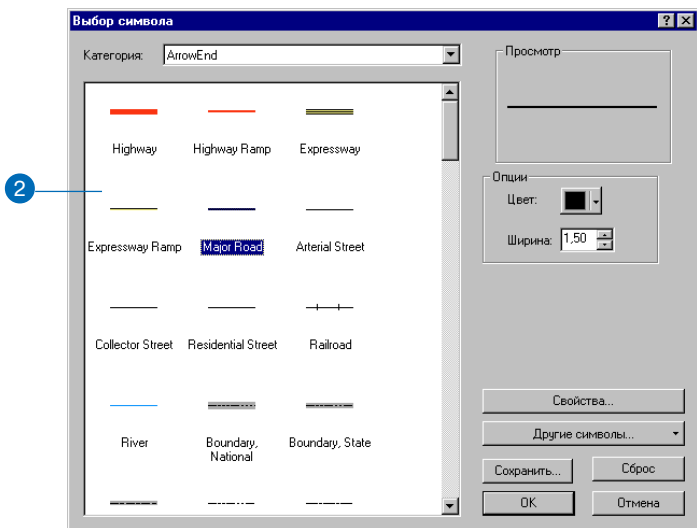 Выбор символа
Категория: ArrowEnd
Highway Highway Ramp Expressway
Expressway Ramp Major Road Arterial Street
Collector Street Residential Street Railroad
River Boundary, National Boundary, State
2
Просмотр
Опции
Цвет:
Ширина: 1,50
Свойства...
Другие символы...
Сохранить... Сброс
OK Отмена